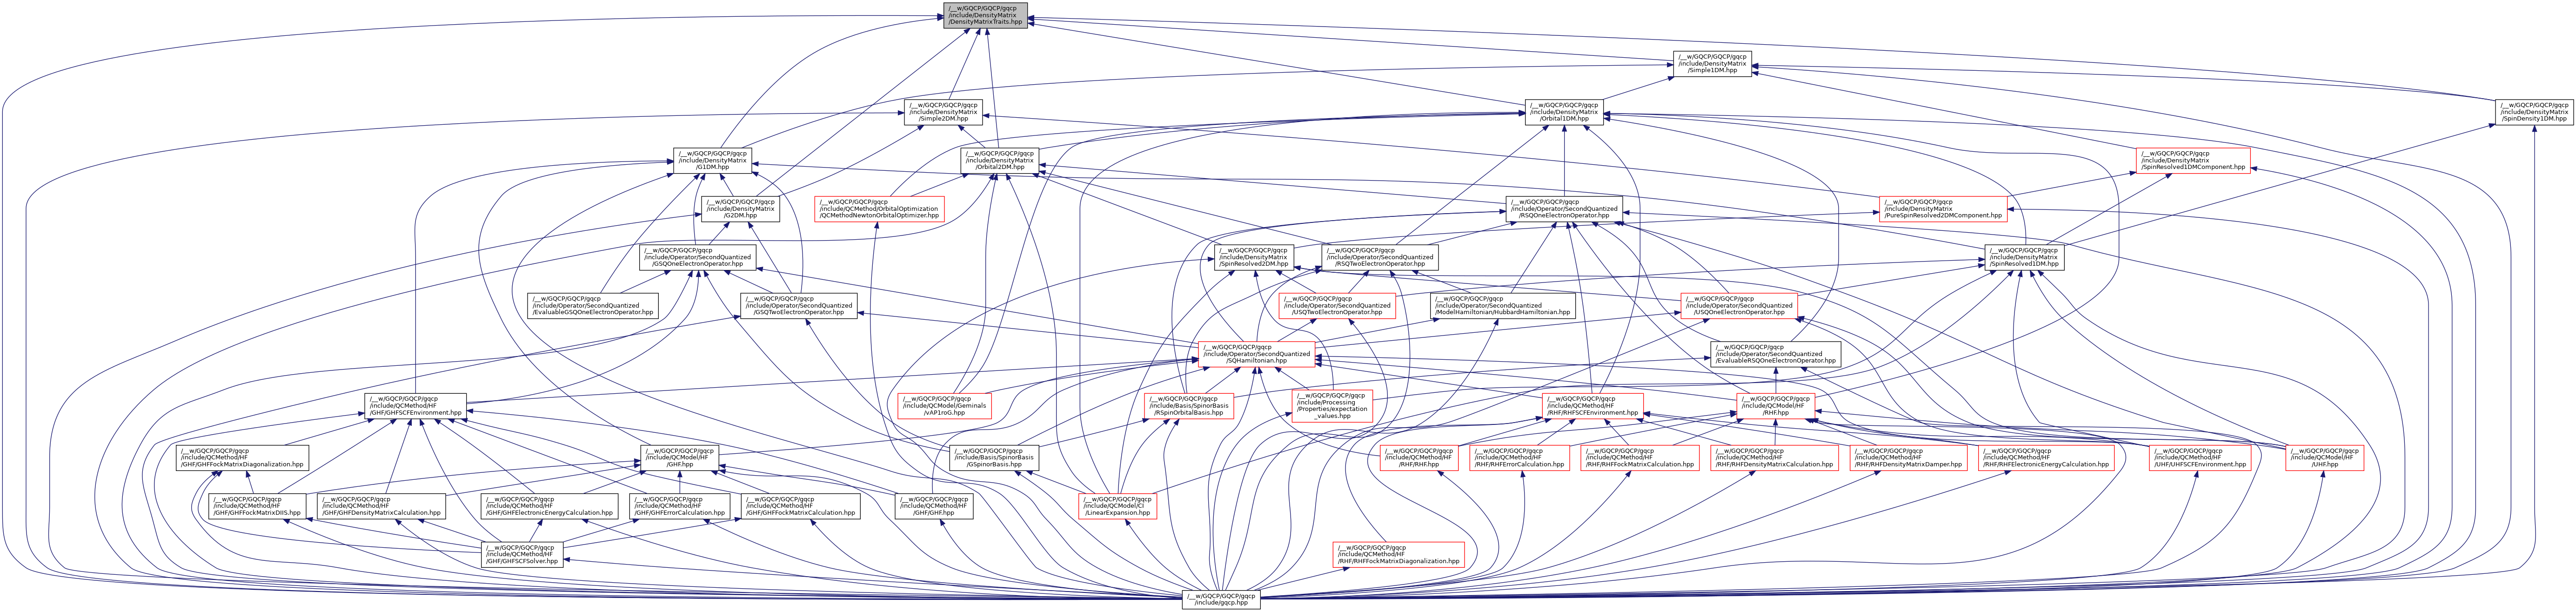 /__w/GQCP/GQCP/gqcp
/include/DensityMatrix
/DensityMatrixTraits.hpp
/__w/GQCP/GQCP/gqcp
/include/DensityMatrix
/Simple1DM.hpp
/__w/GQCP/GQCP/gqcp
/include/DensityMatrix
/Simple2DM.hpp
/__w/GQCP/GQCP/gqcp
/include/DensityMatrix
/Orbital1DM.hpp
/__w/GQCP/GQCP/gqcp
/include/DensityMatrix
/SpinDensity1DM.hpp
/__w/GQCP/GQCP/gqcp
/include/DensityMatrix
/G1DM.hpp
/__w/GQCP/GQCP/gqcp
/include/DensityMatrix
/Orbital2DM.hpp
/__w/GQCP/GQCP/gqcp
/include/DensityMatrix
/SpinResolved1DMComponent.hpp
/__w/GQCP/GQCP/gqcp
/include/DensityMatrix
/G2DM.hpp
/__w/GQCP/GQCP/gqcp
/include/QCMethod/OrbitalOptimization
/QCMethodNewtonOrbitalOptimizer.hpp
/__w/GQCP/GQCP/gqcp
/include/Operator/SecondQuantized
/RSQOneElectronOperator.hpp
/__w/GQCP/GQCP/gqcp
/include/DensityMatrix
/PureSpinResolved2DMComponent.hpp
/__w/GQCP/GQCP/gqcp
/include/Operator/SecondQuantized
/GSQOneElectronOperator.hpp
/__w/GQCP/GQCP/gqcp
/include/DensityMatrix
/SpinResolved2DM.hpp
/__w/GQCP/GQCP/gqcp
/include/Operator/SecondQuantized
/RSQTwoElectronOperator.hpp
/__w/GQCP/GQCP/gqcp
/include/DensityMatrix
/SpinResolved1DM.hpp
/__w/GQCP/GQCP/gqcp
/include/Operator/SecondQuantized
/EvaluableGSQOneElectronOperator.hpp
/__w/GQCP/GQCP/gqcp
/include/Operator/SecondQuantized
/GSQTwoElectronOperator.hpp
/__w/GQCP/GQCP/gqcp
/include/Operator/SecondQuantized
/USQTwoElectronOperator.hpp
/__w/GQCP/GQCP/gqcp
/include/Operator/SecondQuantized
/ModelHamiltonian/HubbardHamiltonian.hpp
/__w/GQCP/GQCP/gqcp
/include/Operator/SecondQuantized
/USQOneElectronOperator.hpp
/__w/GQCP/GQCP/gqcp
/include/Operator/SecondQuantized
/SQHamiltonian.hpp
/__w/GQCP/GQCP/gqcp
/include/Operator/SecondQuantized
/EvaluableRSQOneElectronOperator.hpp
/__w/GQCP/GQCP/gqcp
/include/QCMethod/HF
/GHF/GHFSCFEnvironment.hpp
/__w/GQCP/GQCP/gqcp
/include/QCModel/Geminals
/vAP1roG.hpp
/__w/GQCP/GQCP/gqcp
/include/Basis/SpinorBasis
/RSpinOrbitalBasis.hpp
/__w/GQCP/GQCP/gqcp
/include/Processing
/Properties/expectation
_values.hpp
/__w/GQCP/GQCP/gqcp
/include/QCMethod/HF
/RHF/RHFSCFEnvironment.hpp
/__w/GQCP/GQCP/gqcp
/include/QCModel/HF
/RHF.hpp
/__w/GQCP/GQCP/gqcp
/include/QCMethod/HF
/GHF/GHFFockMatrixDiagonalization.hpp
/__w/GQCP/GQCP/gqcp
/include/QCModel/HF
/GHF.hpp
/__w/GQCP/GQCP/gqcp
/include/Basis/SpinorBasis
/GSpinorBasis.hpp
/__w/GQCP/GQCP/gqcp
/include/QCMethod/HF
/RHF/RHF.hpp
/__w/GQCP/GQCP/gqcp
/include/QCMethod/HF
/RHF/RHFErrorCalculation.hpp
/__w/GQCP/GQCP/gqcp
/include/QCMethod/HF
/RHF/RHFFockMatrixCalculation.hpp
/__w/GQCP/GQCP/gqcp
/include/QCMethod/HF
/RHF/RHFDensityMatrixCalculation.hpp
/__w/GQCP/GQCP/gqcp
/include/QCMethod/HF
/RHF/RHFDensityMatrixDamper.hpp
/__w/GQCP/GQCP/gqcp
/include/QCMethod/HF
/RHF/RHFElectronicEnergyCalculation.hpp
/__w/GQCP/GQCP/gqcp
/include/QCMethod/HF
/UHF/UHFSCFEnvironment.hpp
/__w/GQCP/GQCP/gqcp
/include/QCModel/HF
/UHF.hpp
/__w/GQCP/GQCP/gqcp
/include/QCMethod/HF
/GHF/GHFFockMatrixDIIS.hpp
/__w/GQCP/GQCP/gqcp
/include/QCMethod/HF
/GHF/GHFDensityMatrixCalculation.hpp
/__w/GQCP/GQCP/gqcp
/include/QCMethod/HF
/GHF/GHFElectronicEnergyCalculation.hpp
/__w/GQCP/GQCP/gqcp
/include/QCMethod/HF
/GHF/GHFErrorCalculation.hpp
/__w/GQCP/GQCP/gqcp
/include/QCMethod/HF
/GHF/GHFFockMatrixCalculation.hpp
/__w/GQCP/GQCP/gqcp
/include/QCMethod/HF
/GHF/GHF.hpp
/__w/GQCP/GQCP/gqcp
/include/QCModel/CI
/LinearExpansion.hpp
/__w/GQCP/GQCP/gqcp
/include/QCMethod/HF
/GHF/GHFSCFSolver.hpp
/__w/GQCP/GQCP/gqcp
/include/QCMethod/HF
/RHF/RHFFockMatrixDiagonalization.hpp
/__w/GQCP/GQCP/gqcp
/include/gqcp.hpp